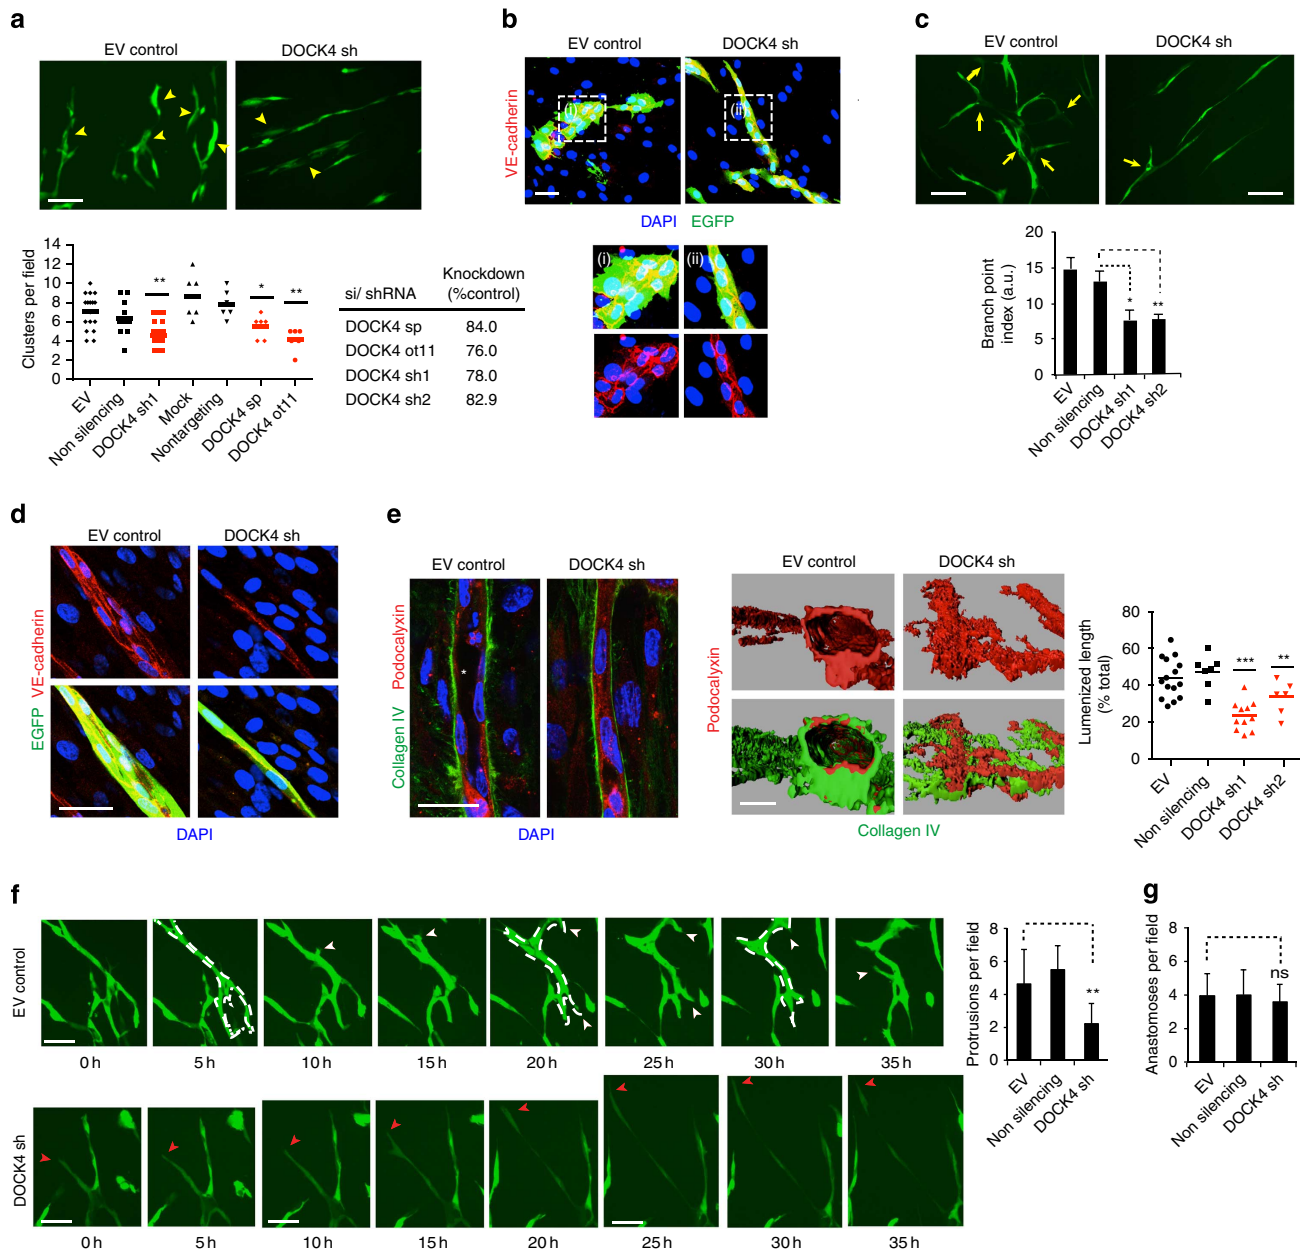 a
EV control
DOCK4 sh
Clusters per field
14
12
10
8
6
4
2
0
**
*
**
EV
Non silencing
DOCK4 sh1
Mock
Nontargeting
DOCK4 sp
DOCK4 ot11
si/ shRNA
Knockdown
(%control)
DOCK4 sp 84.0
DOCK4 ot11 76.0
DOCK4 sh1 78.0
DOCK4 sh2 82.9
b
EV control
DOCK4 sh
VE-cadherin
(i)
(ii)
DAPI EGFP
(i)
(ii)
c
EV control
DOCK4 sh
Branch point
index (a.u.)
20
15
10
5
0
*
**
EV
Non silencing
DOCK4 sh1
DOCK4 sh2
d
EV control
DOCK4 sh
EGFP VE-cadherin
DAPI
e
EV control
DOCK4 sh
Collagen IV Podocalyxin
*
DAPI
EV control
DOCK4 sh
Podocalyxin
Collagen IV
Lumenized length
(% total)
80
60
40
20
0
***
**
EV
Non silencing
DOCK4 sh1
DOCK4 sh2
f
EV control
0 h
5 h
10 h
15 h
20 h
25 h
30 h
35 h
DOCK4 sh
0 h
5 h
10 h
15 h
20 h
25 h
30 h
35 h
Protrusions per field
8
6
4
2
0
**
EV
Non silencing
DOCK4 sh
g
Anastomoses per field
8
6
4
2
0
ns
EV
Non silencing
DOCK4 sh